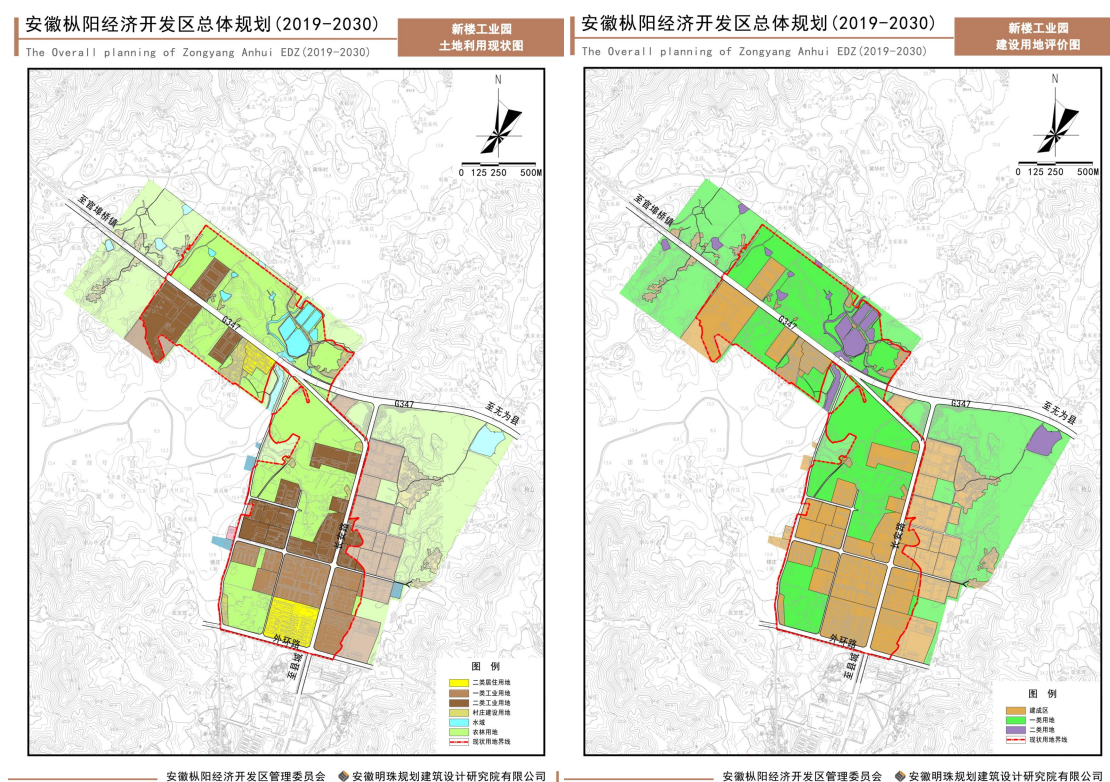 安徽枞阳经济开发区总体规划(2019-2030)
The Overall planning of Zongyang Anhui EDZ(2019-2030)
新楼工业园
土地利用现状图
N
0 125 250 500M
至官埠桥镇
G347
G347
至无为县
长安路
外环路
至县城
图 例
二类居住用地
一类工业用地
二类工业用地
村庄建设用地
水域
农林用地
现状用地界线
安徽枞阳经济开发区管理委员会
安徽明珠规划建筑设计研究院有限公司
安徽枞阳经济开发区总体规划(2019-2030)
The Overall planning of Zongyang Anhui EDZ(2019-2030)
新楼工业园
建设用地评价图
N
0 125 250 500M
至官埠桥镇
G347
G347
至无为县
长安路
外环路
至县城
图 例
建成区
一类用地
二类用地
现状用地界线
安徽枞阳经济开发区管理委员会
安徽明珠规划建筑设计研究院有限公司